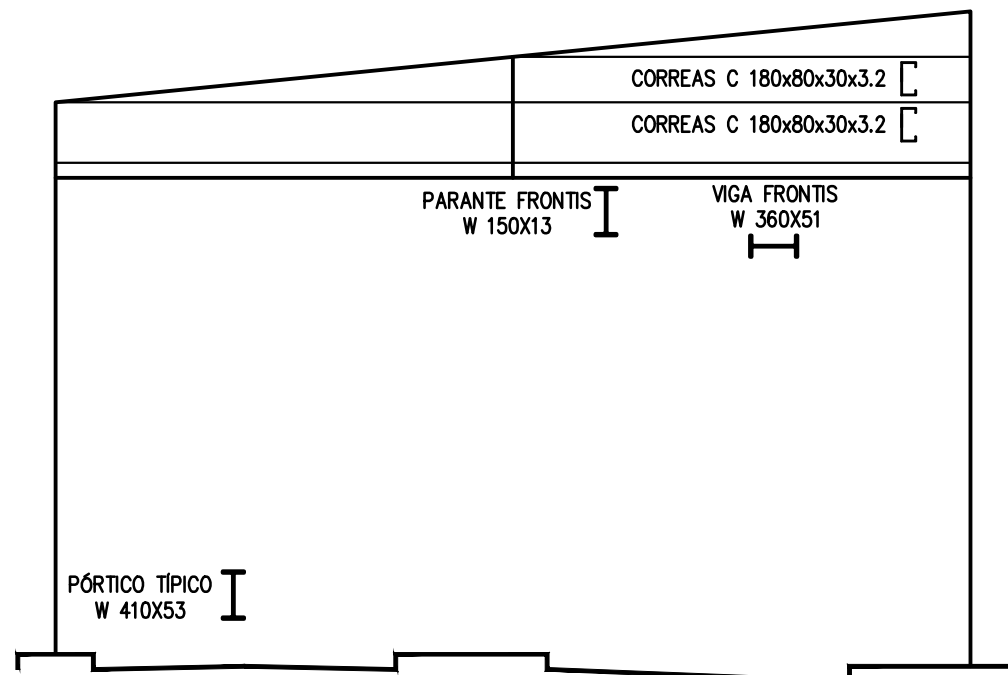 CORREAS C 180x80x30x3.2
CORREAS C 180x80x30x3.2
PARANTE FRONTIS
W 150X13
VIGA FRONTIS
W 360X51
PÓRTICO TÍPICO
W 410X53